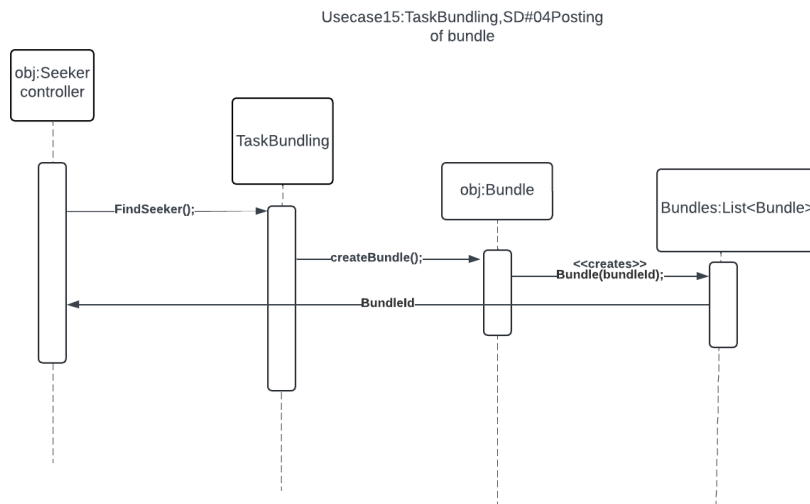 Usecase15:TaskBundling,SD#04Posting
of bundle
obj:Seeker
controller
TaskBundling
obj:Bundle
Bundles:List<Bundle>
FindSeeker();
createBundle();
<<creates>>
Bundle(bundleId);
BundleId